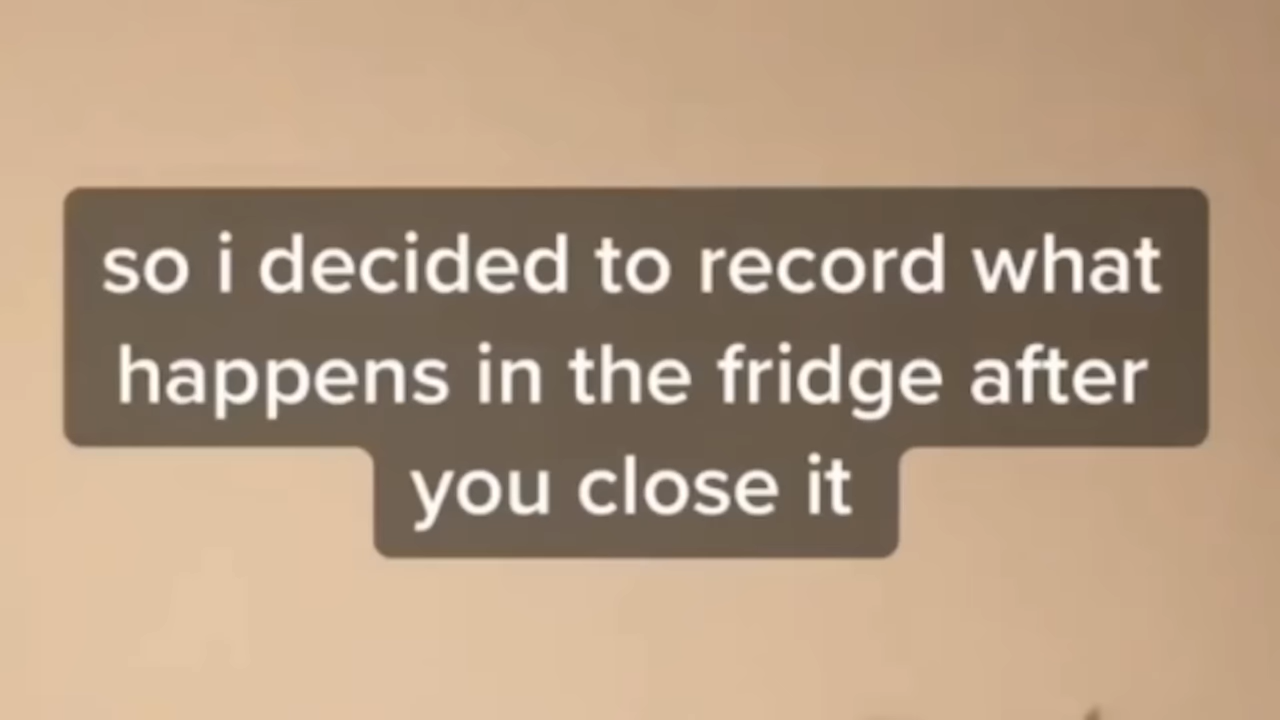 so i decided to record what
happens in the fridge after
you close it